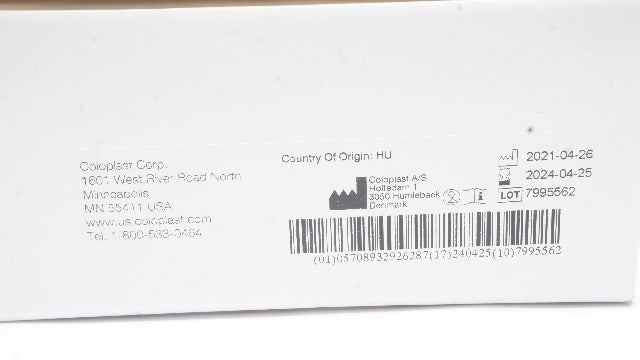 Coloplast Corp.
1601 West River Road North
Minneapolis
MN 55411 USA
www.us.coloplast.com
Tel. 1-800-533-0464
Country Of Origin: HU
Coloplast A/S
Holtedam 1
3050 Humlebaek
Denmark
2021-04-26
2024-04-25
LOT 7995562
(01)05708932926287(17)240425(10)7995562